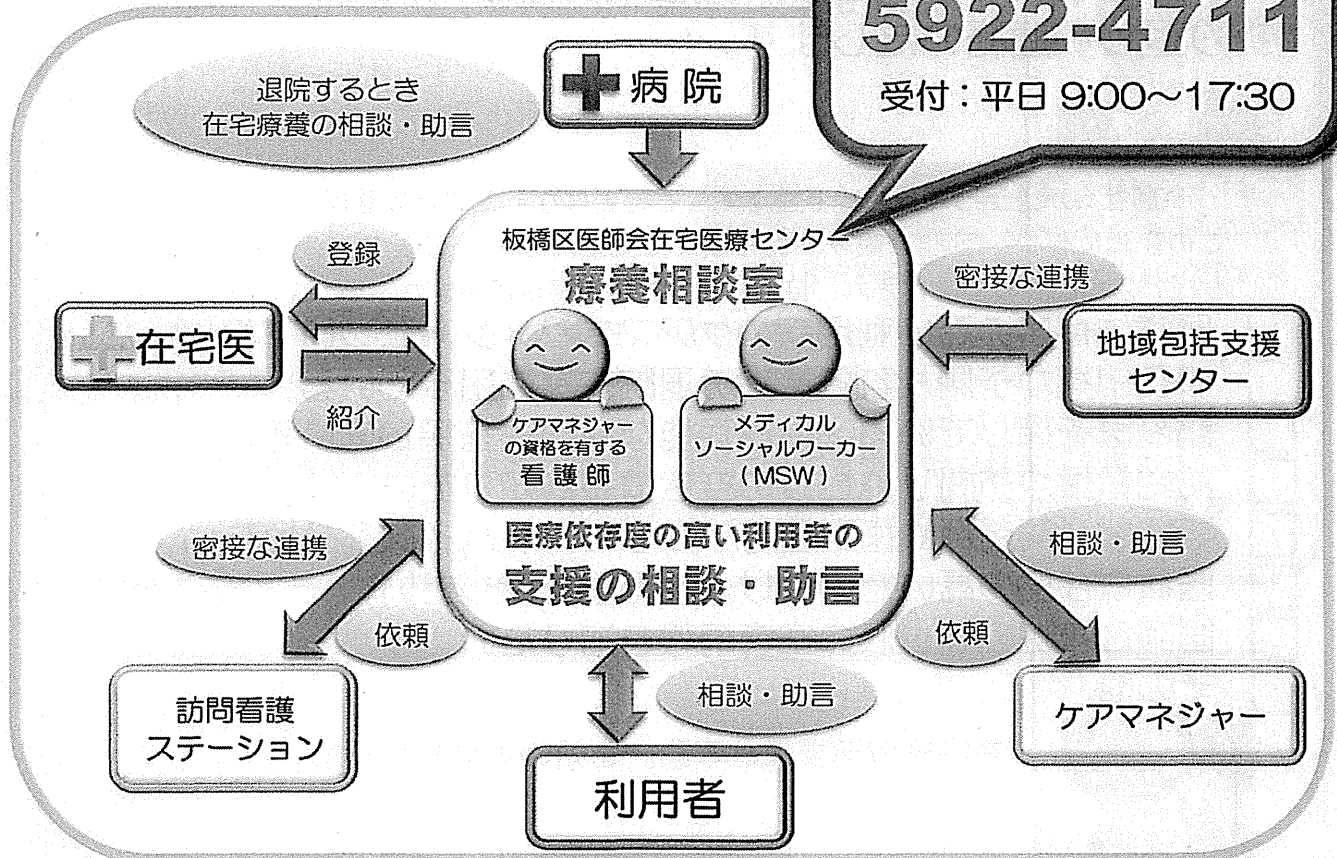 5922-4711
受付：平日 9:00〜17:30
病院
退院するとき
在宅療養の相談・助言
板橋区医師会在宅医療センター
療養相談室
登録
在宅医
紹介
密接な連携
地域包括支援
センター
ケアマネジャー
の資格を有する
看護師
メディカル
ソーシャルワーカー
(MSW)
医療依存度の高い利用者の
支援の相談・助言
密接な連携
依頼
訪問看護
ステーション
相談・助言
依頼
ケアマネジャー
相談・助言
利用者